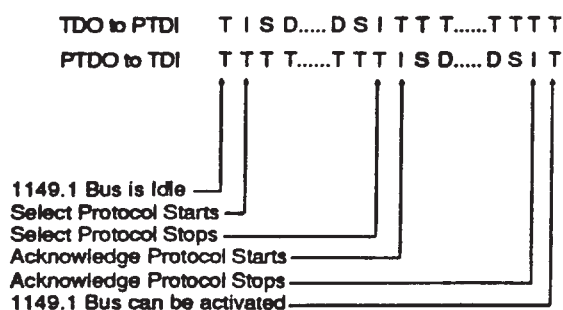 TDO to PTDI T I S D.....D S I T T T......T T T T
PTDO to TDI T T T T......T T T I S D.....D S I T
1149.1 Bus is Idle
Select Protocol Starts
Select Protocol Stops
Acknowledge Protocol Starts
Acknowledge Protocol Stops
1149.1 Bus can be activated